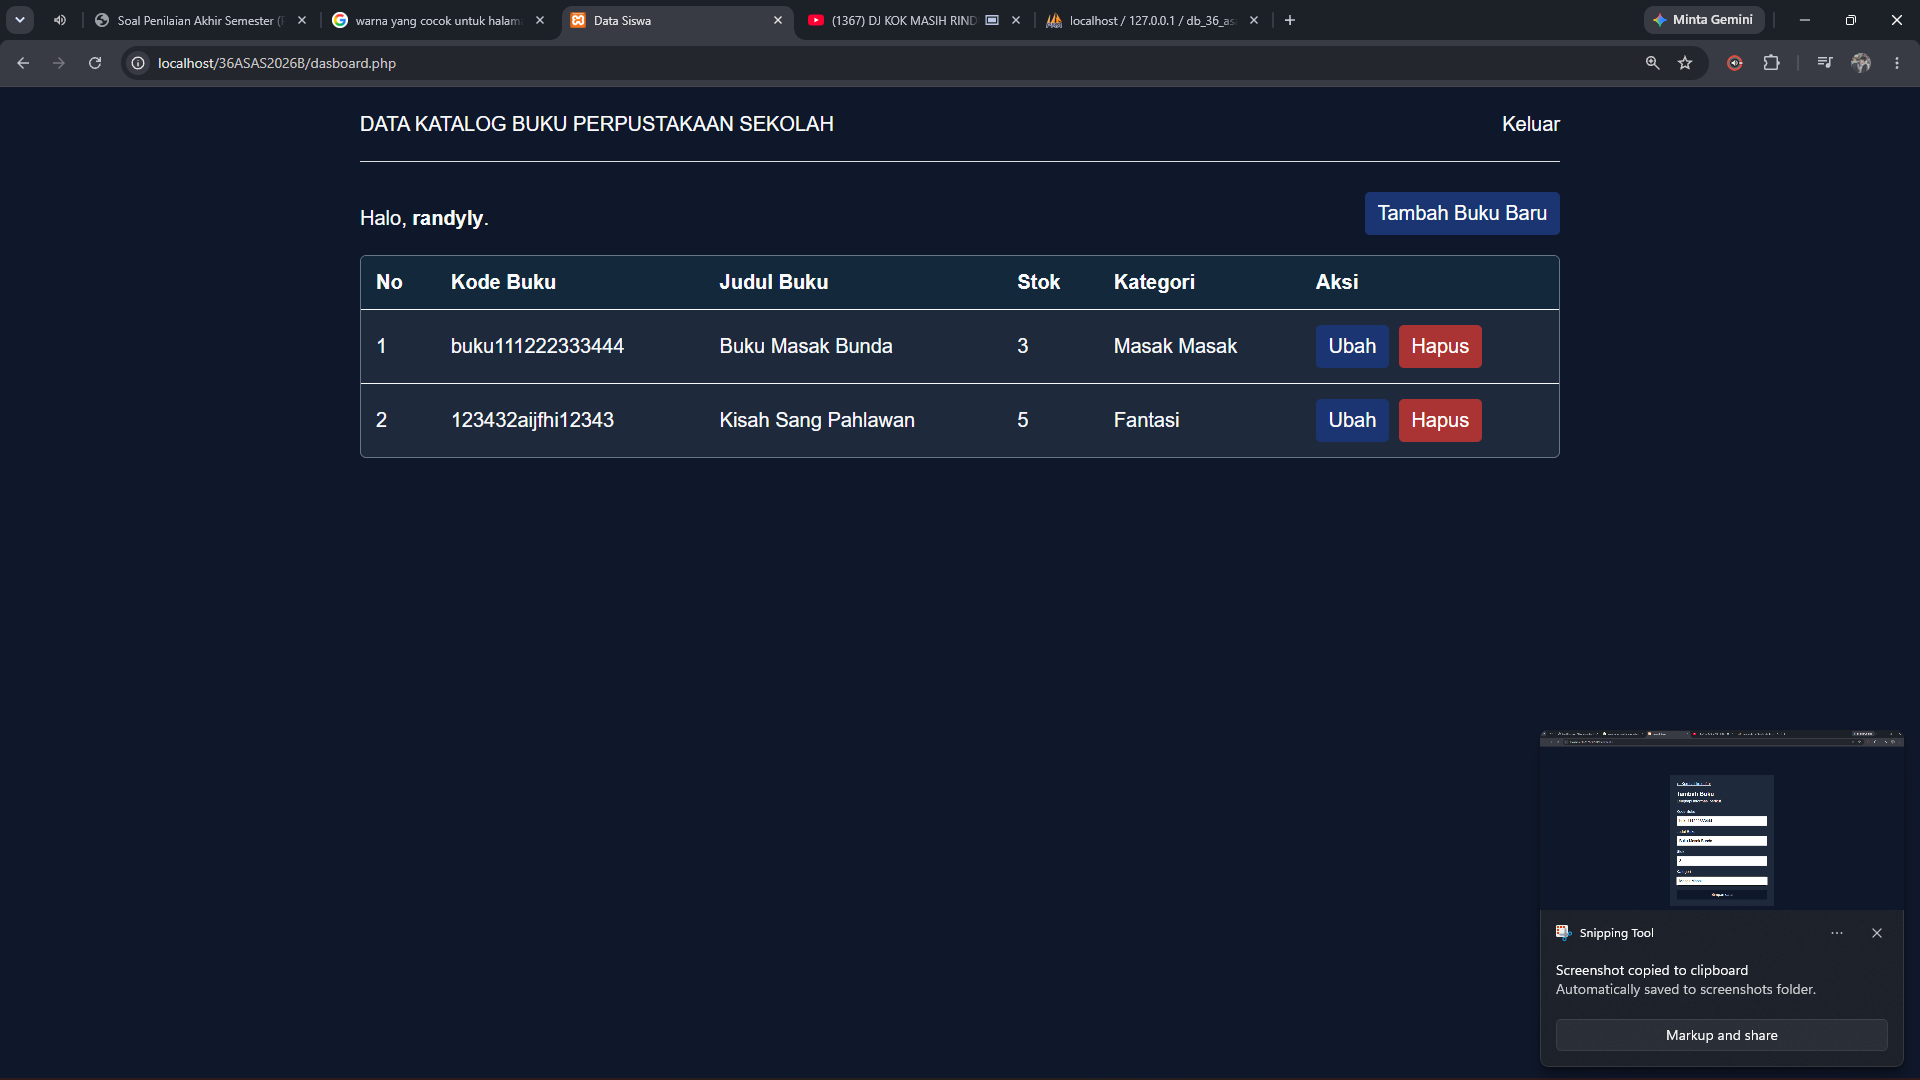 Soal Penilaian Akhir Semester (P
warna yang cocok untuk halam
Data Siswa
(1367) DJ KOK MASIH RIND
localhost / 127.0.0.1 / db_36_as
Minta Gemini
localhost/36ASAS2026B/dasboard.php
DATA KATALOG BUKU PERPUSTAKAAN SEKOLAH
Keluar
Halo, randyly.
Tambah Buku Baru
No Kode Buku Judul Buku Stok Kategori Aksi
1 buku111222333444 Buku Masak Bunda 3 Masak Masak Ubah Hapus
2 123432aijfhi12343 Kisah Sang Pahlawan 5 Fantasi Ubah Hapus
Tambah Buku
Snipping Tool
Screenshot copied to clipboard
Automatically saved to screenshots folder.
Markup and share